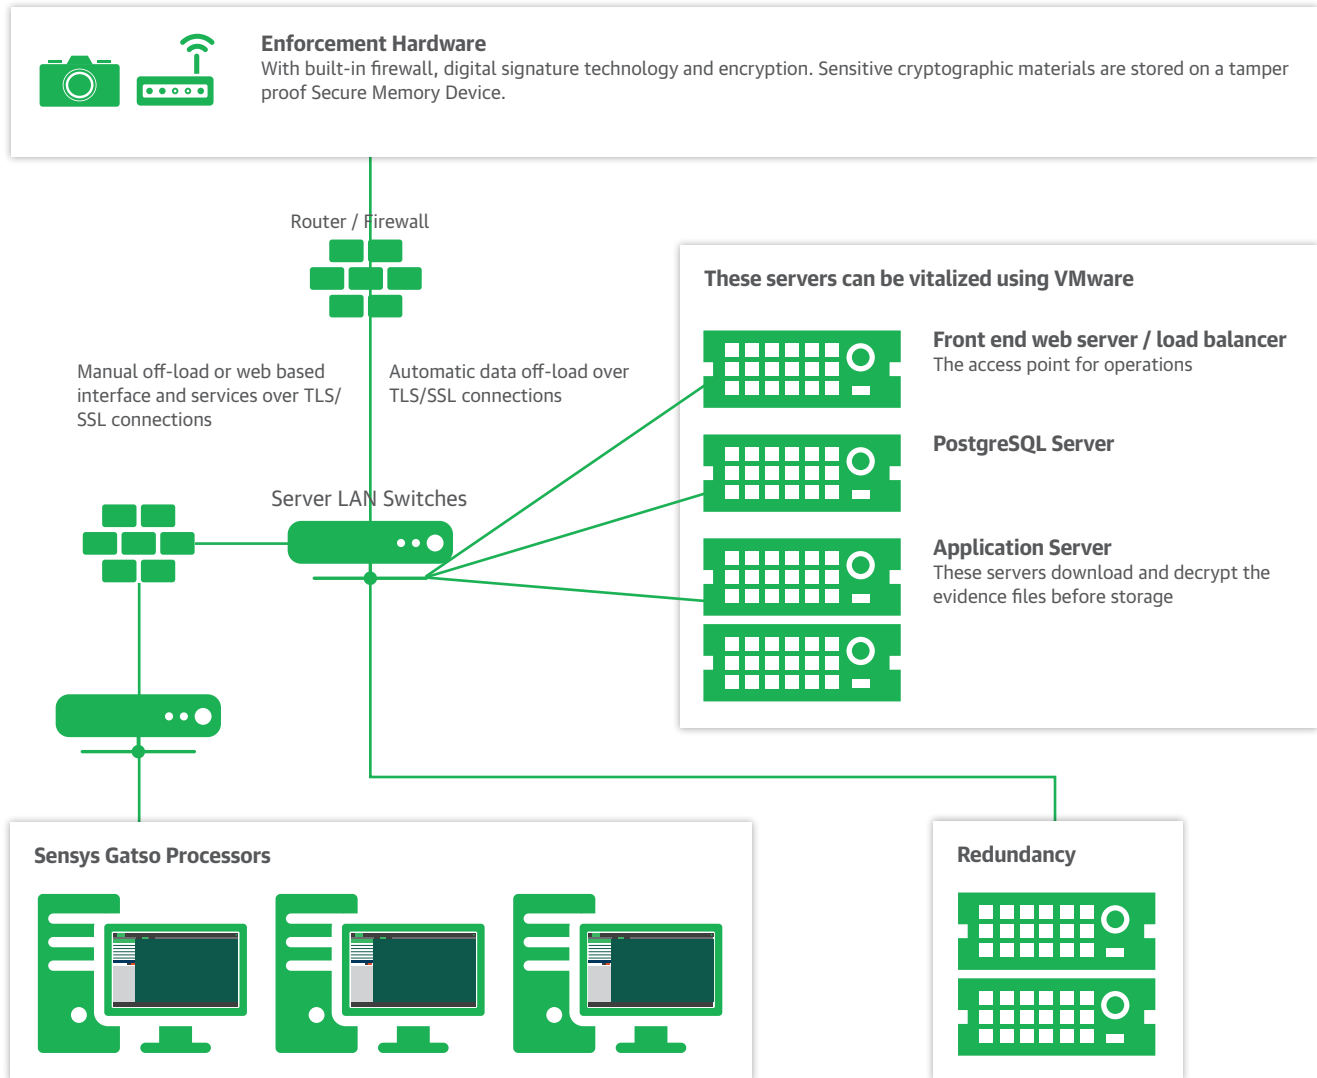 Enforcement Hardware
With built-in firewall, digital signature technology and encryption. Sensitive cryptographic materials are stored on a tamper
proof Secure Memory Device.
Router / Firewall
These servers can be vitalized using VMware
Front end web server / load balancer
The access point for operations
Manual off-load or web based
interface and services over TLS/
SSL connections
Automatic data off-load over
TLS/SSL connections
PostgreSQL Server
Server LAN Switches
Application Server
These servers download and decrypt the
evidence files before storage
Sensys Gatso Processors
Redundancy